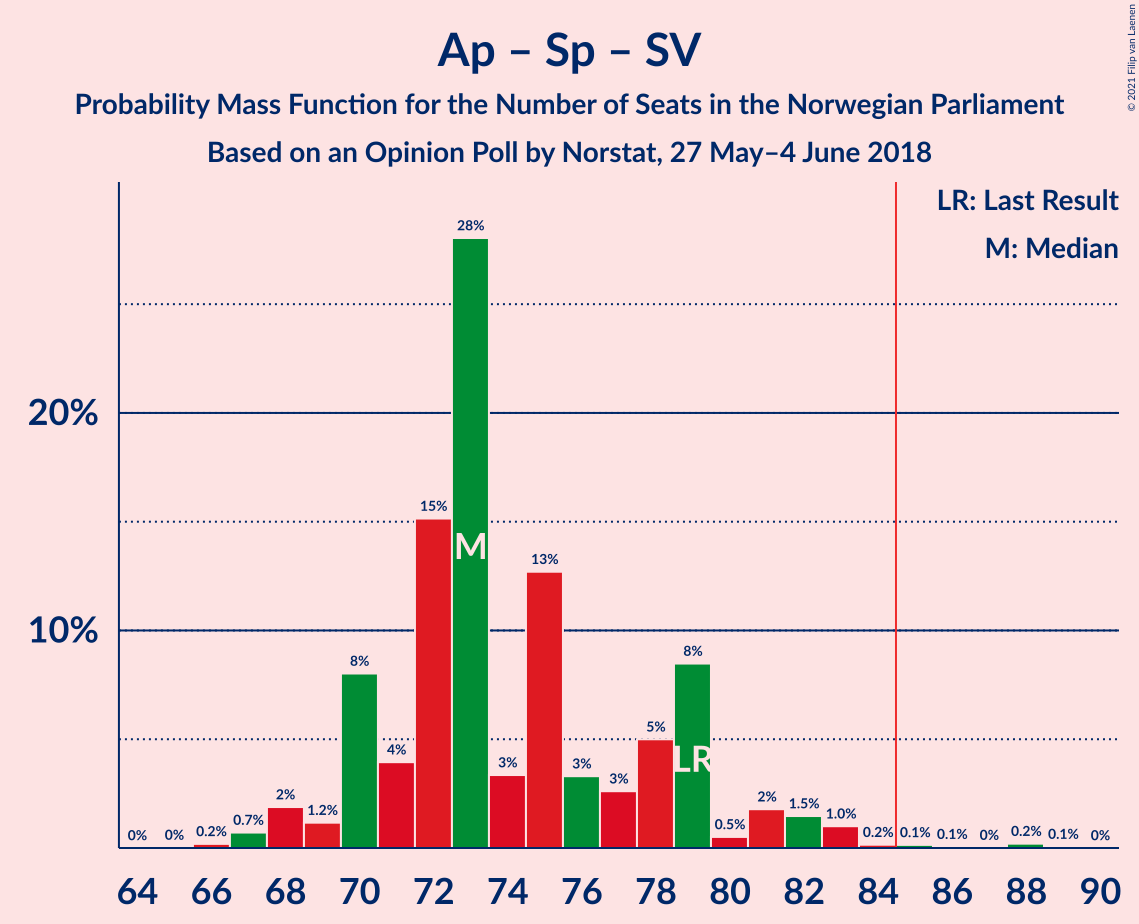 Ap – Sp – SV
Probability Mass Function for the Number of Seats in the Norwegian Parliament
Based on an Opinion Poll by Norstat, 27 May–4 June 2018
© 2021 Filip van Laenen
LR: Last Result
M: Median
20%
10%
0% 0% 0.2% 0.7% 2% 1.2% 8% 4% 15% 28% 3% 13% 3% 3% 5% 8% 0.5% 2% 1.5% 1.0% 0.2% 0.1% 0.1% 0% 0.2% 0.1% 0%
M
LR
64 66 68 70 72 74 76 78 80 82 84 86 88 90